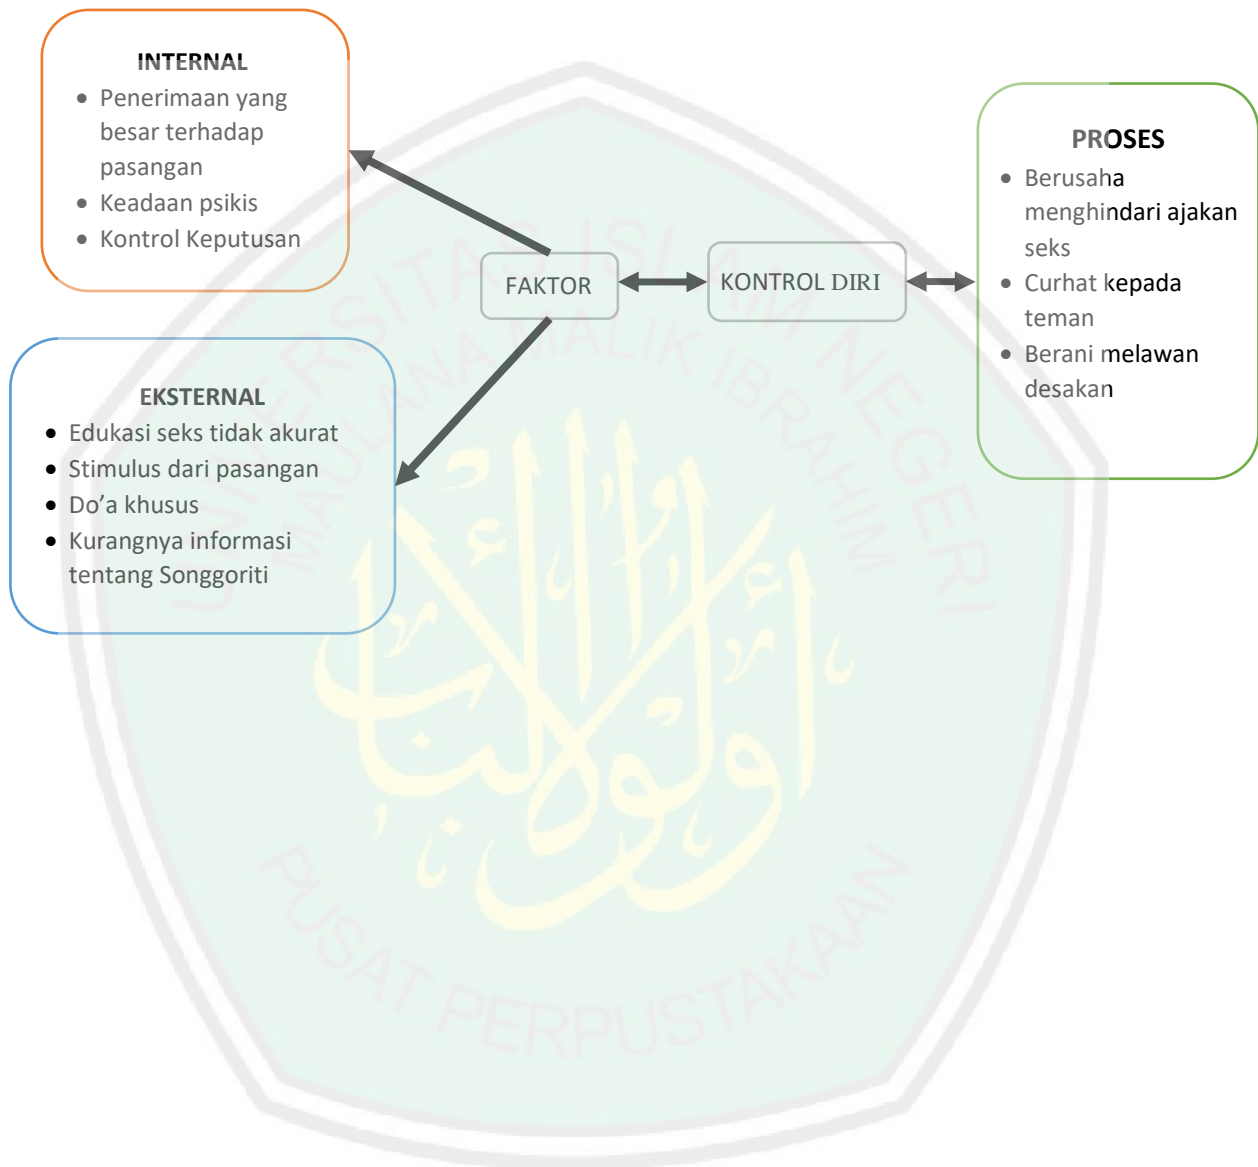 INTERNAL
• Penerimaan yang
besar terhadap
pasangan
• Keadaan psikis
• Kontrol Keputusan
PROSES
• Berusaha
menghindari ajakan
seks
• Curhat kepada
teman
• Berani melawan
desakan
FAKTOR
KONTROL DIRI
EKSTERNAL
• Edukasi seks tidak akurat
• Stimulus dari pasangan
• Do’a khusus
• Kurangnya informasi
tentang Songgoriti
UNIVERSITAS ISLAM NEGERI
MAULANA MALIK IBRAHIM
أولوا الألباب
PUSAT PERPUSTAKAAN